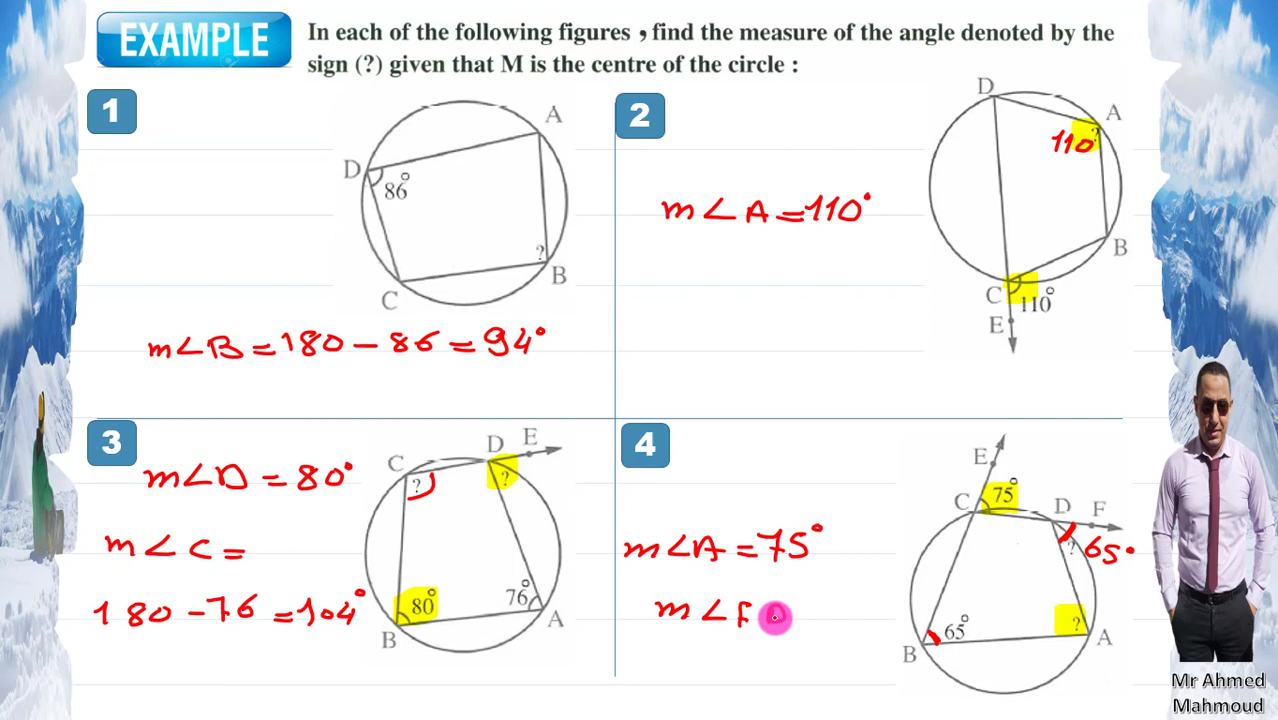 EXAMPLE
In each of the following figures , find the measure of the angle denoted by the
sign (?) given that M is the centre of the circle :
1
A
D
86°
?
B
C
m∠B = 180 - 86 = 94°
2
D
A
?
110
m∠A = 110°
B
C
110°
E
3
m∠D = 80°
m∠C =
180 - 76 = 104°
D
E
C
?
?
80°
76°
B
A
4
E
C
75°
D
F
?
65°
m∠A = 75°
m∠F
65°
?
B
A
Mr Ahmed
Mahmoud